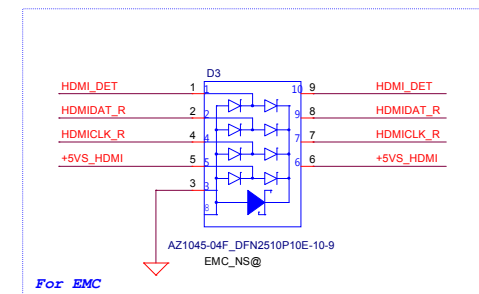 D3
HDMI_DET 1 1 10 9 HDMI_DET
HDMIDAT_R 2 2 9 8 HDMIDAT_R
HDMICLK_R 4 4 7 7 HDMICLK_R
+5VS_HDMI 5 5 6 6 +5VS_HDMI
3 3
8
AZ1045-04F_DFN2510P10E-10-9
EMC_NS@
For EMC